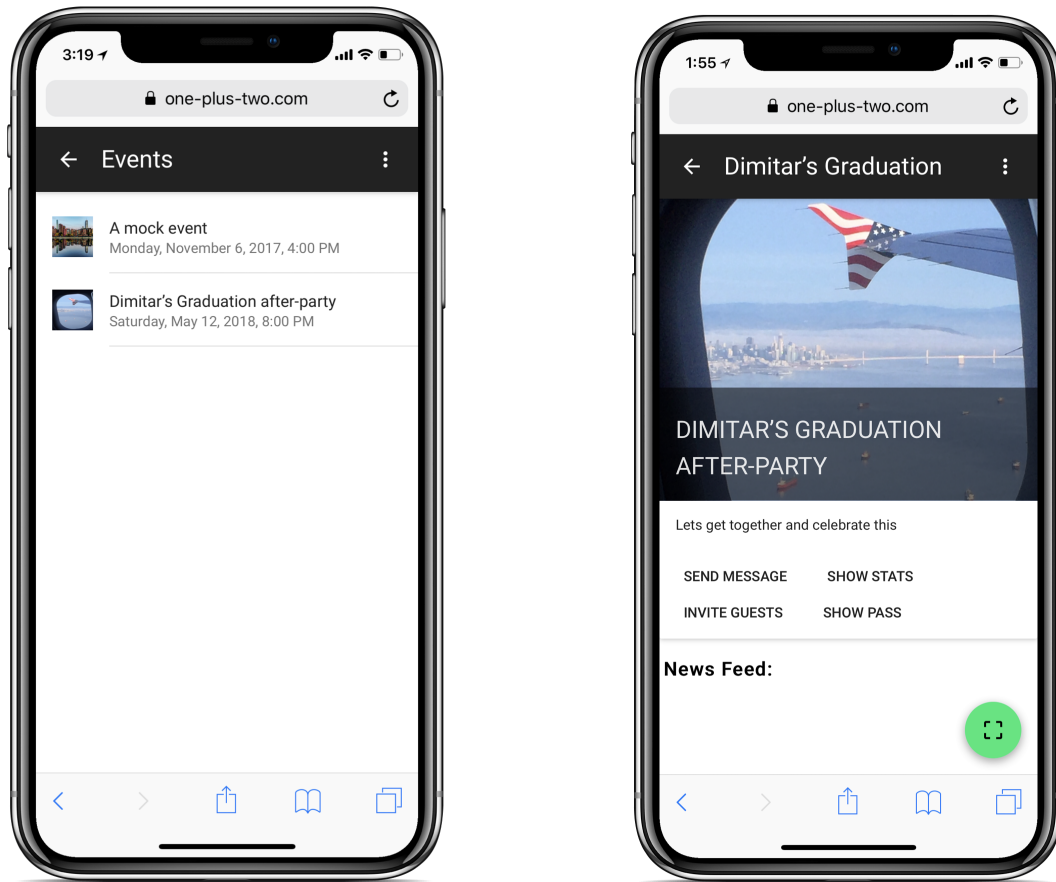 3:19
one-plus-two.com
Events
A mock event
Monday, November 6, 2017, 4:00 PM
Dimitar’s Graduation after-party
Saturday, May 12, 2018, 8:00 PM
1:55
one-plus-two.com
Dimitar’s Graduation
DIMITAR’S GRADUATION
AFTER-PARTY
Lets get together and celebrate this
SEND MESSAGE SHOW STATS
INVITE GUESTS SHOW PASS
News Feed: